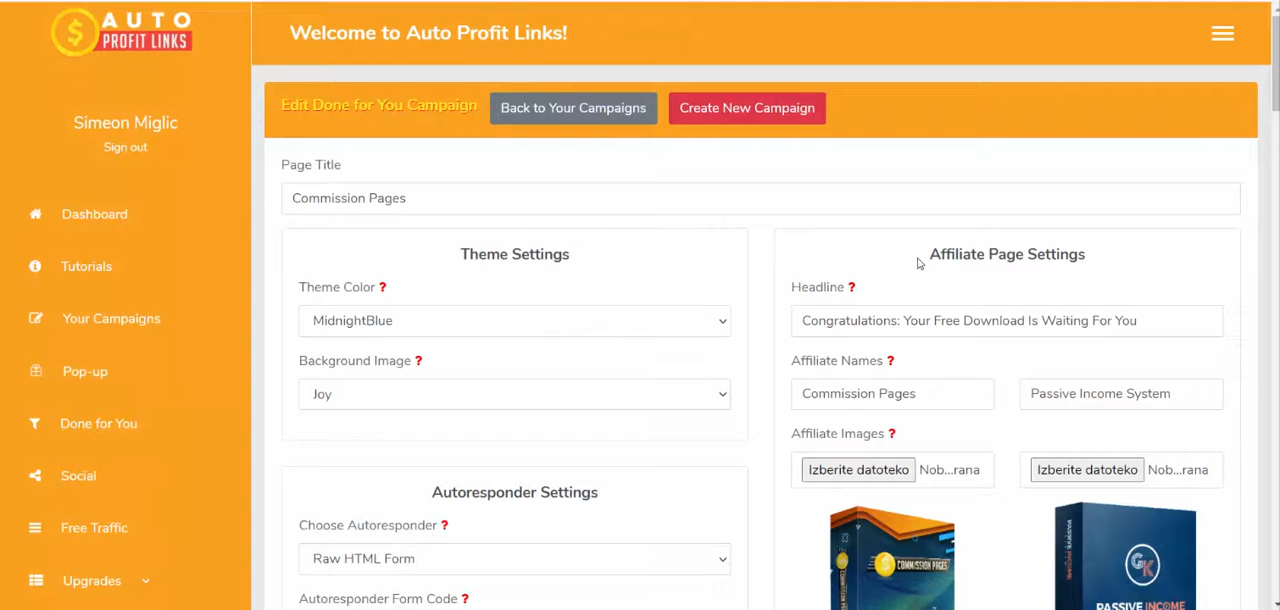 AUTO
PROFIT LINKS
Welcome to Auto Profit Links!
Simeon Miglic
Sign out
Dashboard
Tutorials
Your Campaigns
Pop-up
Done for You
Social
Free Traffic
Upgrades
Edit Done for You Campaign
Back to Your Campaigns
Create New Campaign
Page Title
Commission Pages
Theme Settings
Theme Color ?
MidnightBlue
Background Image ?
Joy
Autoresponder Settings
Choose Autoresponder ?
Raw HTML Form
Autoresponder Form Code ?
Affiliate Page Settings
Headline ?
Congratulations: Your Free Download Is Waiting For You
Affiliate Names ?
Commission Pages
Passive Income System
Affiliate Images ?
Izberite datoteko Nob...rana
Izberite datoteko Nob...rana
COMMISSION PAGES
GK
PASSIVE INCOME